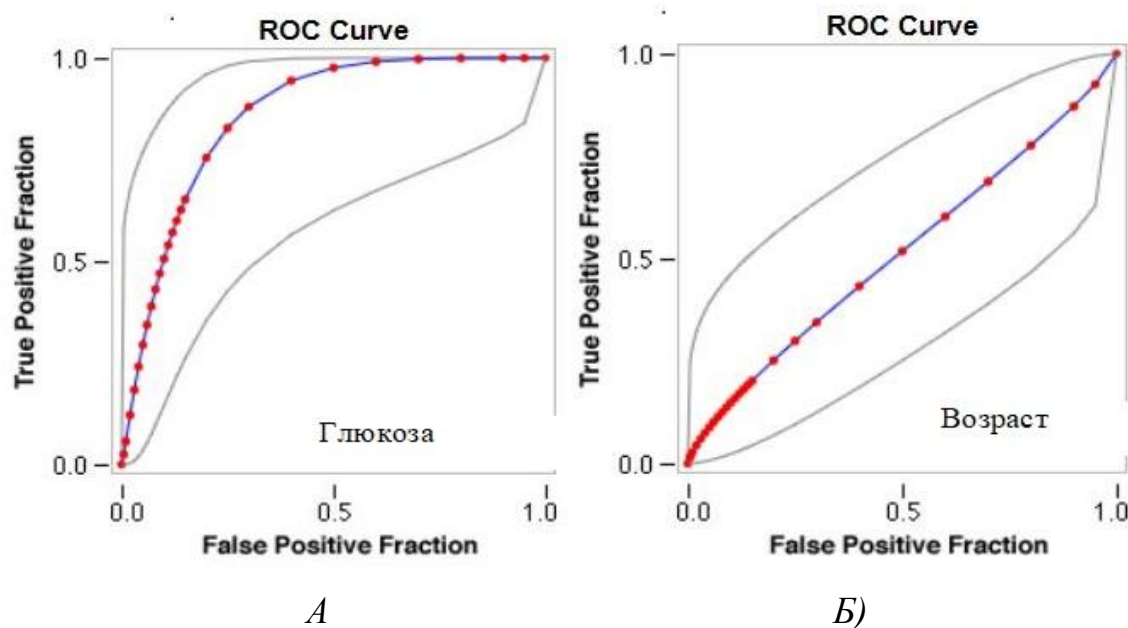 ROC Curve
True Positive Fraction
1.0
0.5
0.0
Глюкоза
0.0 0.5 1.0
False Positive Fraction
А
ROC Curve
True Positive Fraction
1.0
0.5
0.0
Возраст
0.0 0.5 1.0
False Positive Fraction
Б)